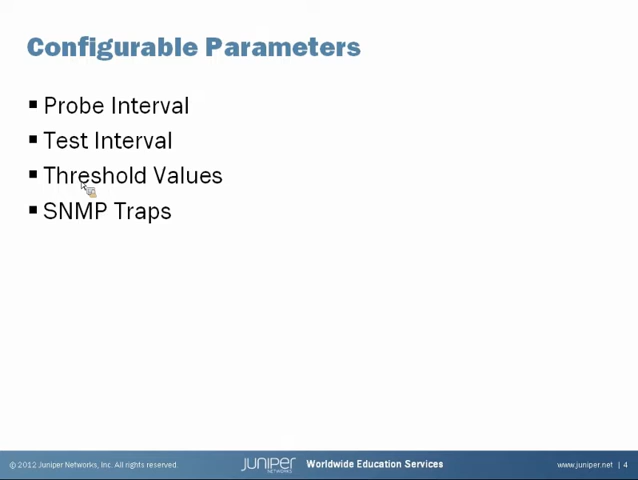 Configurable Parameters
▪ Probe Interval
▪ Test Interval
▪ Threshold Values
▪ SNMP Traps
© 2012 Juniper Networks, Inc. All rights reserved. JUNIPER NETWORKS Worldwide Education Services www.juniper.net | 4